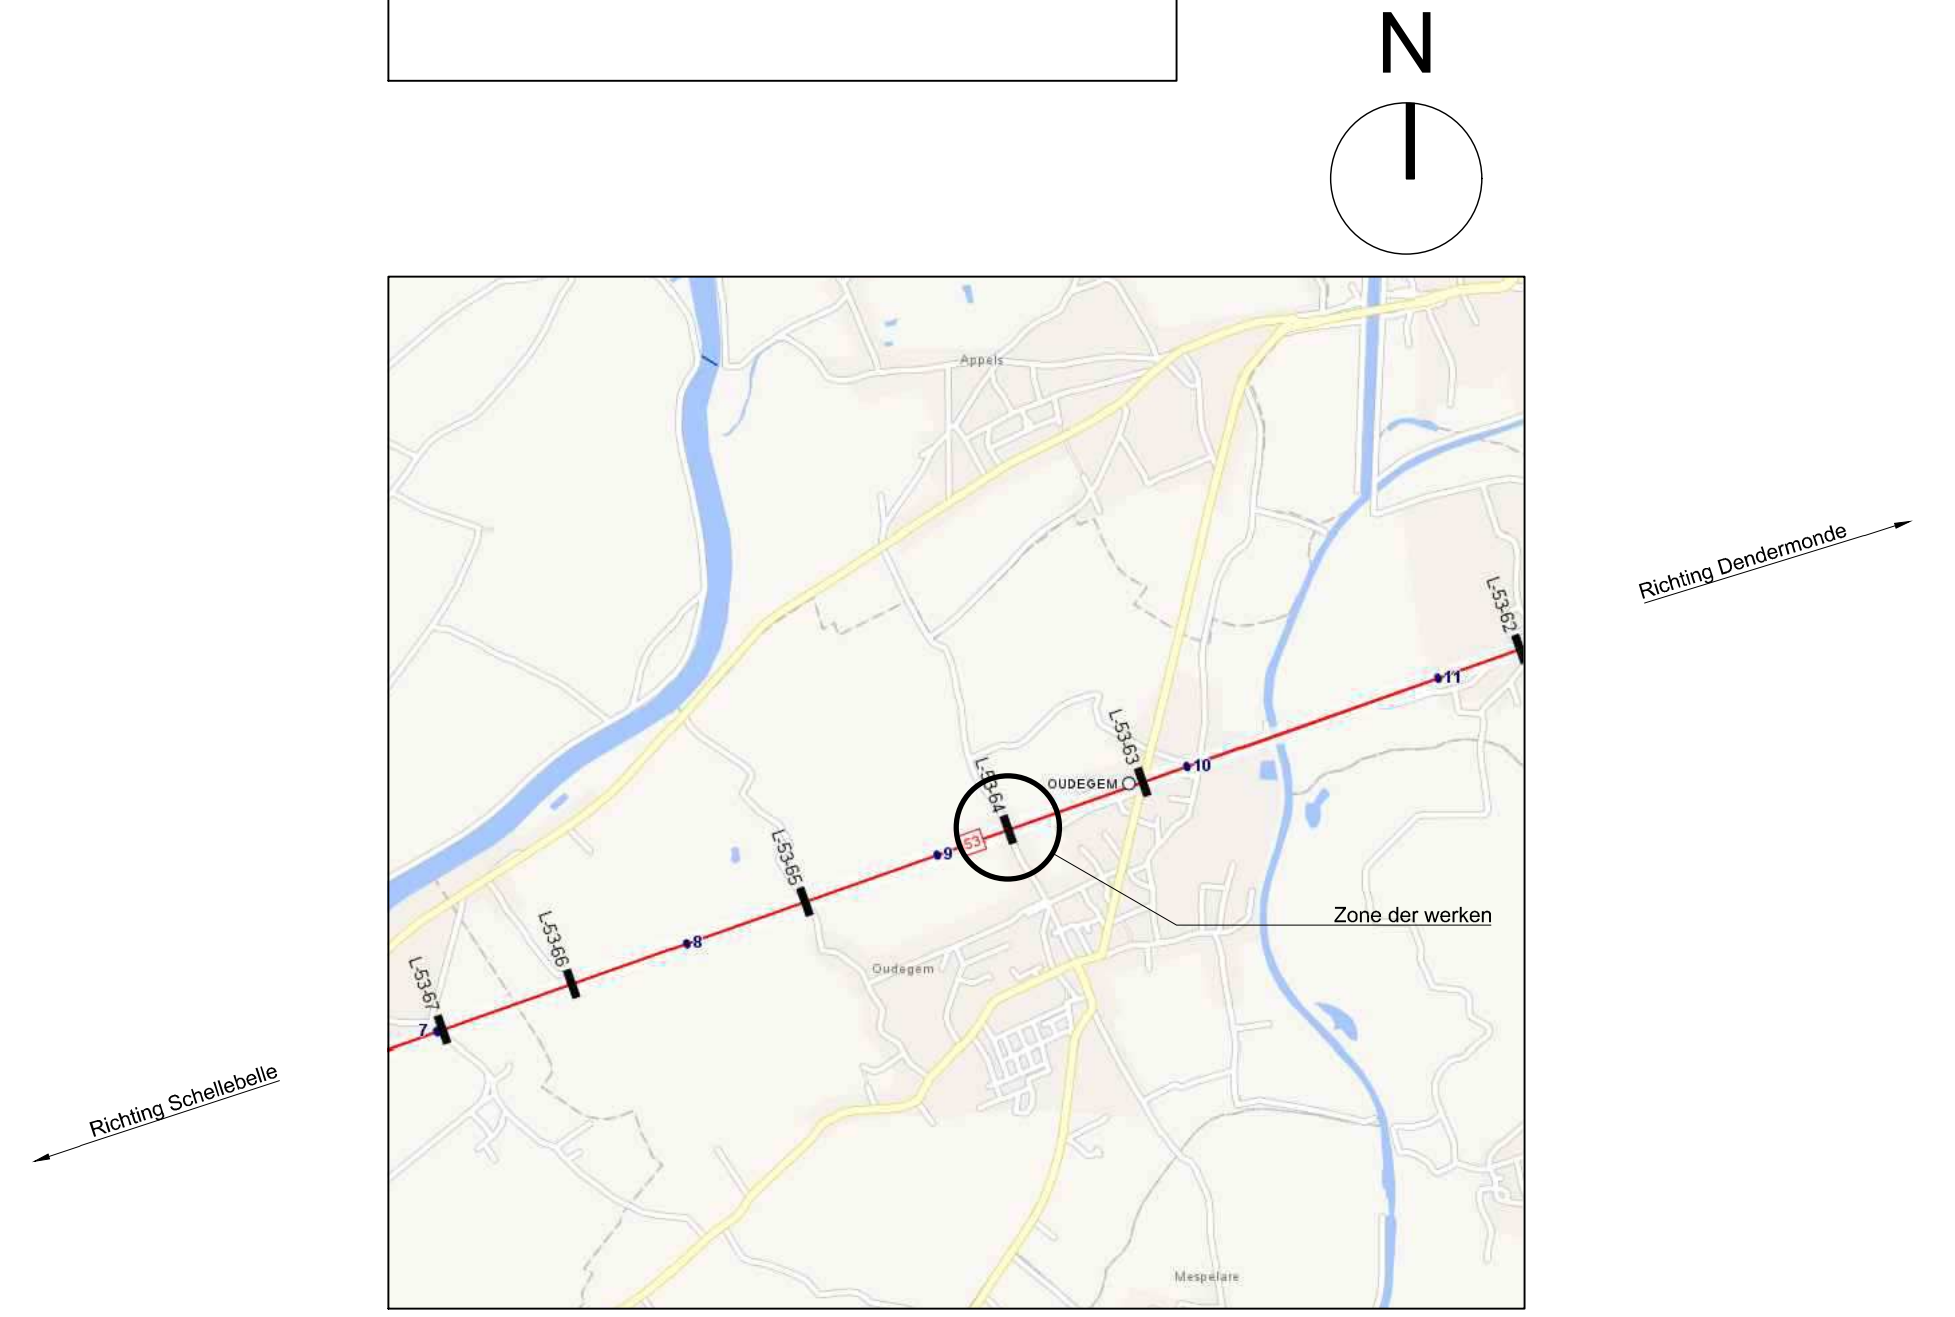 N
Appels
Richting Dendermonde
L-53-62
11
L-53-63
10
OUDEGEM
L-53-64
53
9
L-53-65
8
Zone der werken
L-53-66
Oudegem
L-53-67
7
Richting Schellebelle
Mespelare